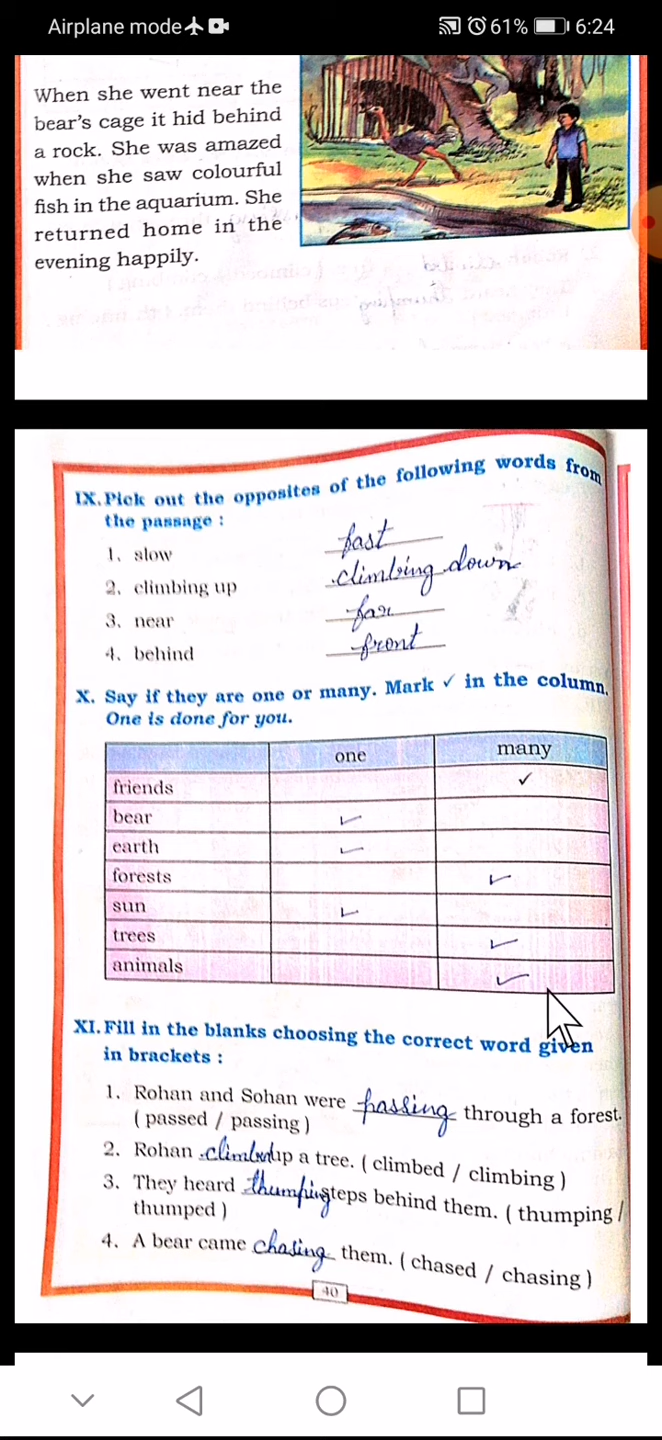 Airplane mode 61% 6:24
When she went near the
bear's cage it hid behind
a rock. She was amazed
when she saw colourful
fish in the aquarium. She
returned home in the
evening happily.
IX. Pick out the opposites of the following words from
the passage :
1. slow fast
2. climbing up climbing down
3. near far
4. behind front
X. Say if they are one or many. Mark ✓ in the column.
One is done for you.
one many
friends ✓
bear ✓
earth ✓
forests ✓
sun ✓
trees ✓
animals ✓
XI. Fill in the blanks choosing the correct word given
in brackets :
1. Rohan and Sohan were passing through a forest.
( passed / passing )
2. Rohan climbed up a tree. ( climbed / climbing )
3. They heard thumping steps behind them. ( thumping /
thumped )
4. A bear came chasing them. ( chased / chasing )
40